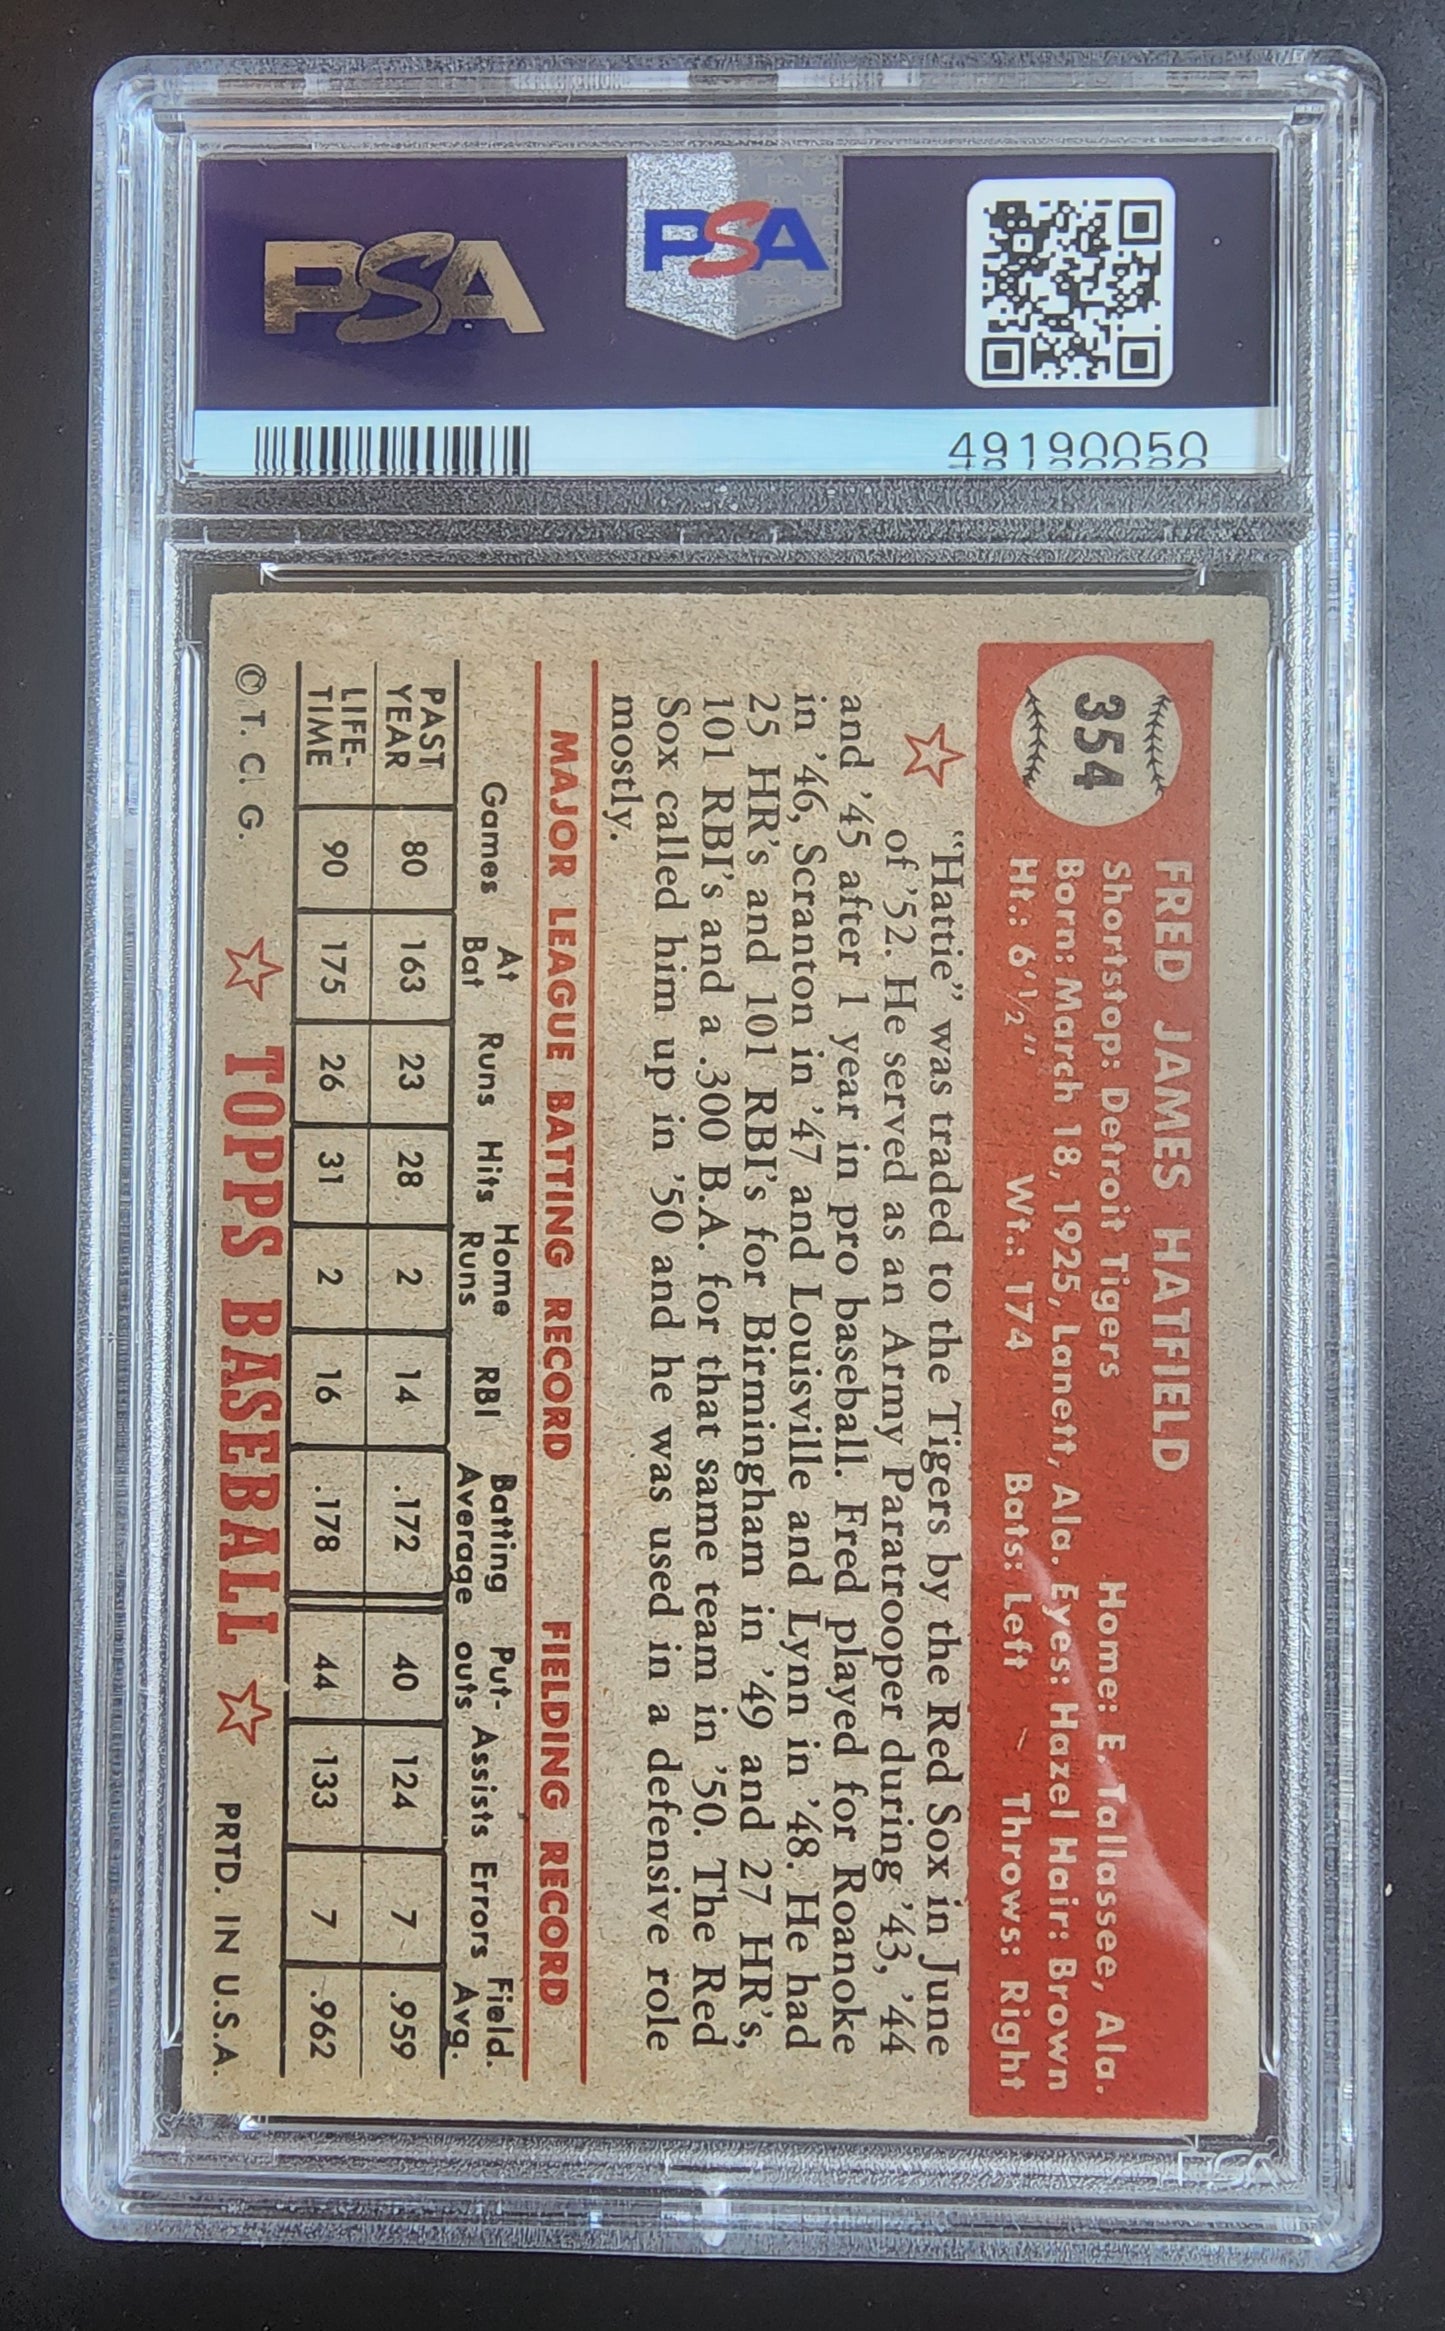 PSA
PSA
49190050
354
FRED JAMES HATFIELD
Shortstop: Detroit Tigers Home: E. Tallassee, Ala.
Born: March 18, 1925, Lanett, Ala. Eyes: Hazel Hair: Brown
Ht.: 6'½" Wt.: 174 Bats: Left Throws: Right
"Hattie" was traded to the Tigers by the Red Sox in June
of '52. He served as an Army Paratrooper during '43, '44
and '45 after 1 year in pro baseball. Fred played for Roanoke
in '46, Scranton in '47 and Louisville and Lynn in '48. He had
25 HR's and 101 RBI's for Birmingham in '49 and 27 HR's,
101 RBI's and a .300 B.A. for that same team in '50. The Red
Sox called him up in '50 and he was used in a defensive role
mostly.
MAJOR LEAGUE BATTING RECORD FIELDING RECORD
Games At Bat Runs Hits Home Runs RBI Batting Average Put-outs Assists Errors Field. Avg.
PAST YEAR 80 163 23 28 2 14 .172 40 124 7 .959
LIFE-TIME 90 175 26 31 2 16 .178 44 133 7 .962
© T. C. G. TOPPS BASEBALL PRTD. IN U.S.A.
PSA